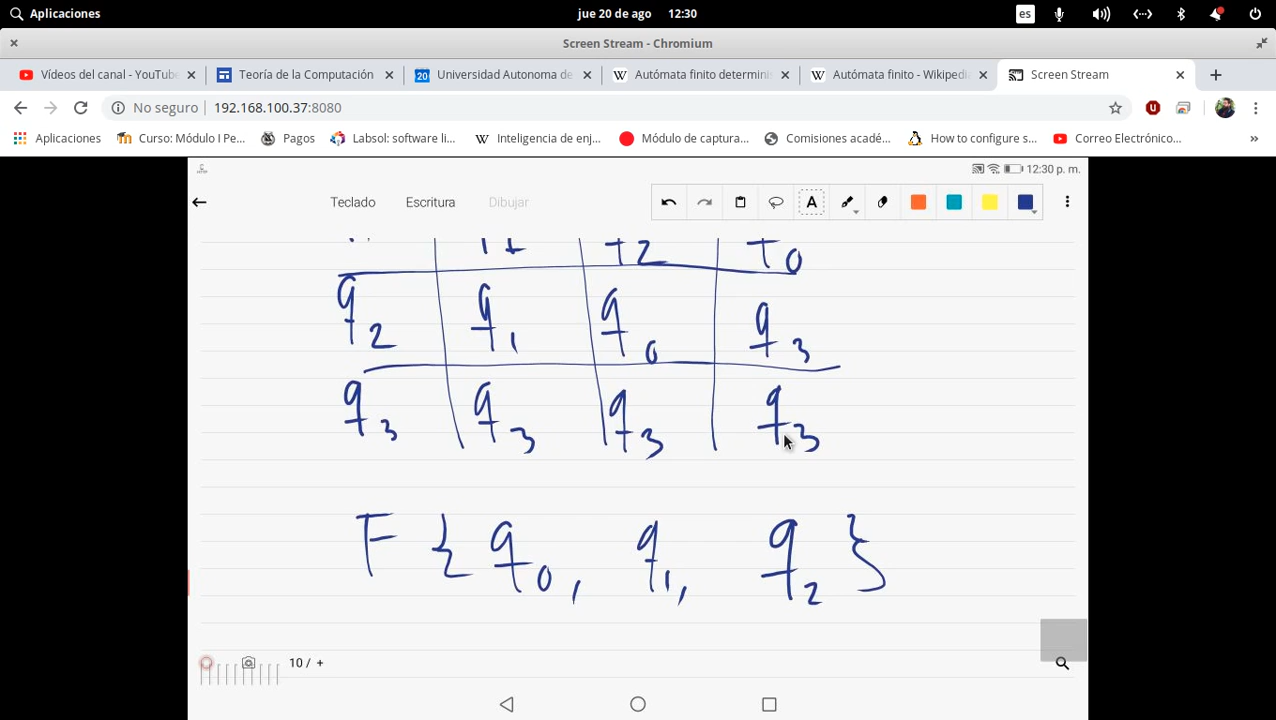 Aplicaciones jue 20 de ago 12:30 es
Screen Stream - Chromium
Vídeos del canal - YouTube Teoría de la Computación Universidad Autonoma de Autómata finito determini Autómata finito - Wikipedi Screen Stream
No seguro 192.168.100.37:8080
Aplicaciones Curso: Módulo I Pe... Pagos Labsol: software li... Inteligencia de enj... Módulo de captura... Comisiones acadé... How to configure s... Correo Electrónico...
12:30 p. m.
Teclado Escritura Dibujar A
q2 q1 q0 q3
q3 q3 q3 q3
F { q0, q1, q2 }
10 / +